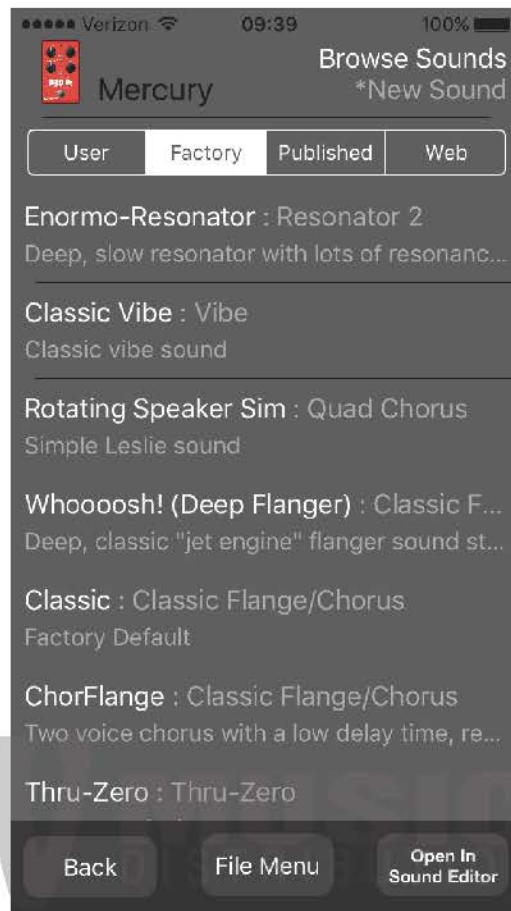 Verizon 09:39 100%
Browse Sounds
Mercury *New Sound
User Factory Published Web
Enormo-Resonator : Resonator 2
Deep, slow resonator with lots of resonanc...
Classic Vibe : Vibe
Classic vibe sound
Rotating Speaker Sim : Quad Chorus
Simple Leslie sound
Whoooosh! (Deep Flanger) : Classic F...
Deep, classic "jet engine" flanger sound st...
Classic : Classic Flange/Chorus
Factory Default
ChorFlange : Classic Flange/Chorus
Two voice chorus with a low delay time, re...
Thru-Zero : Thru-Zero
Back File Menu Open In
Sound Editor